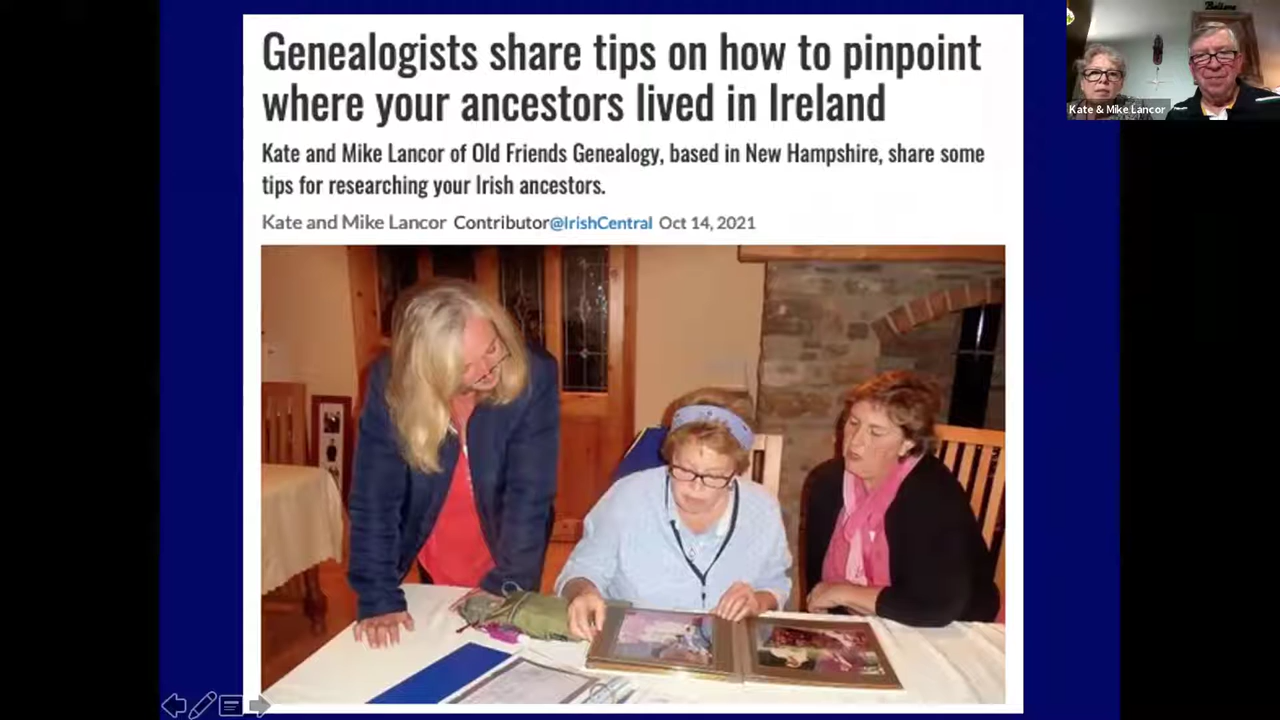 Genealogists share tips on how to pinpoint
where your ancestors lived in Ireland
Kate and Mike Lancor of Old Friends Genealogy, based in New Hampshire, share some
tips for researching your Irish ancestors.
Kate and Mike Lancor Contributor@IrishCentral Oct 14, 2021
Believe
Kate & Mike Lancor